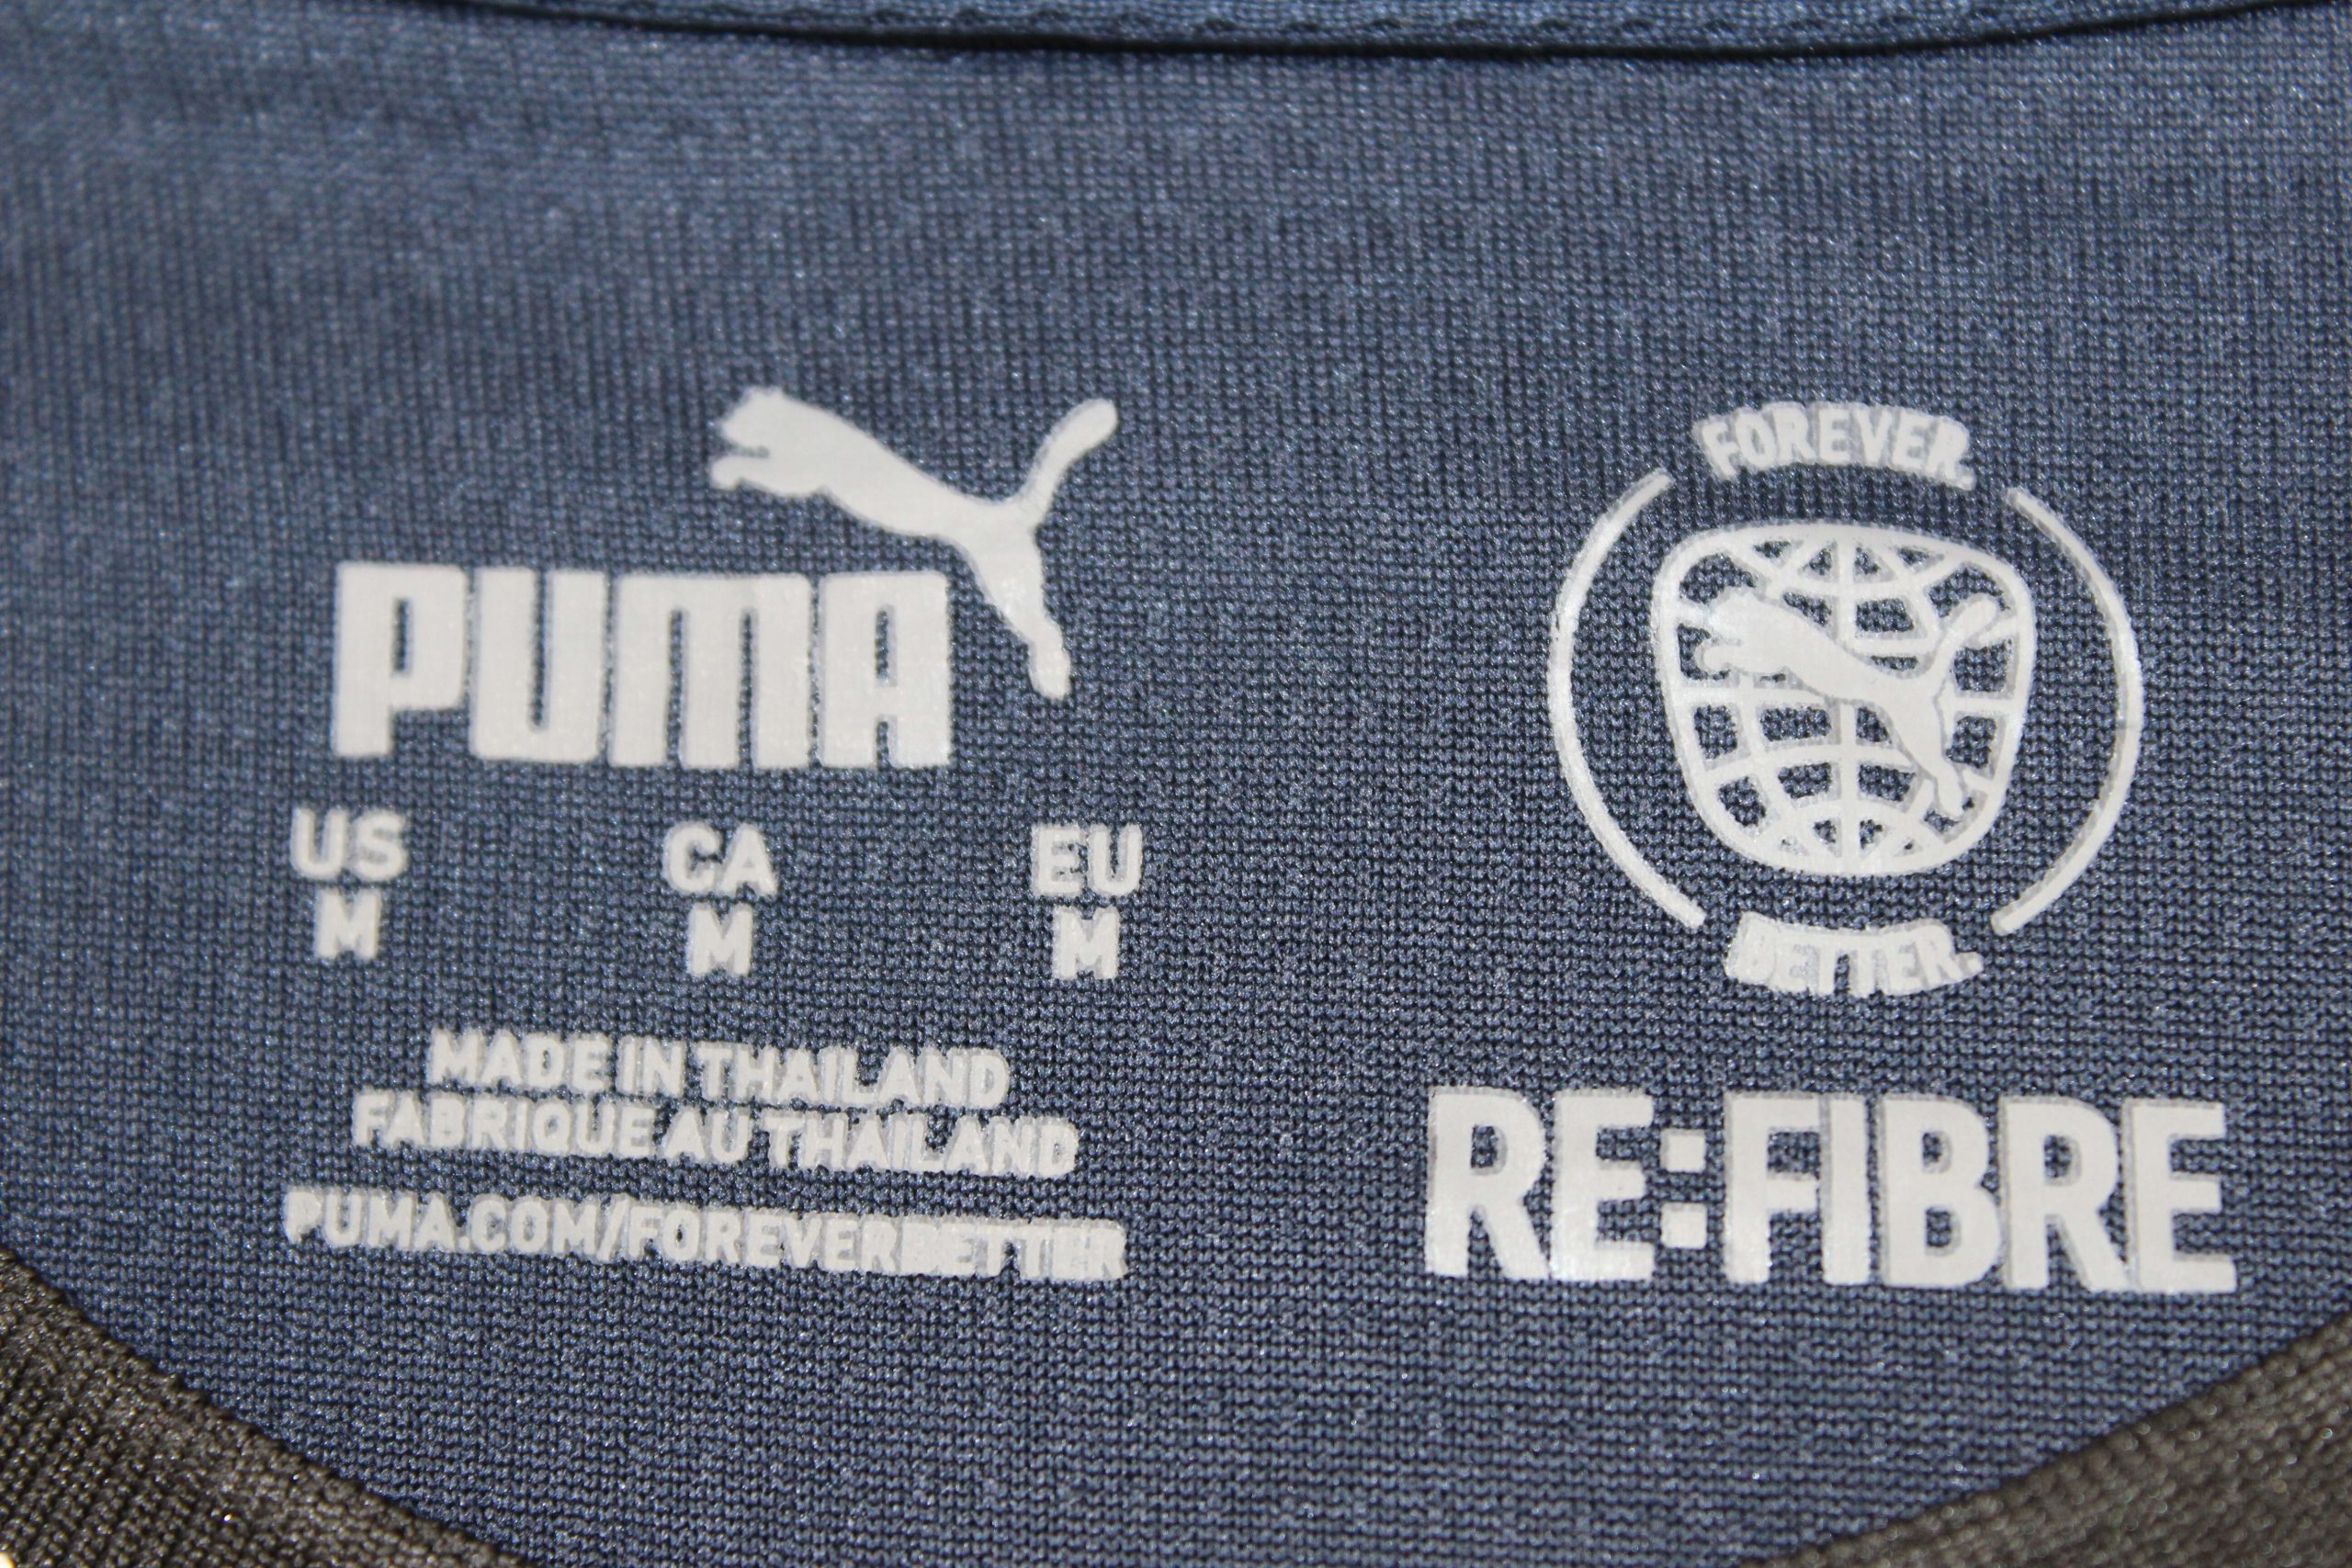 PUMA
US CA EU
M M M
MADE IN THAILAND
FABRIQUE AU THAILAND
PUMA.COM/FOREVERBETTER
FOREVER.
BETTER.
RE:FIBRE